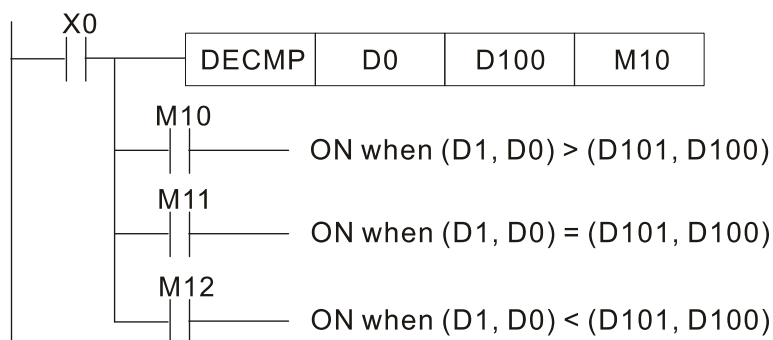 X0
DECMP D0 D100 M10
M10
ON when (D1, D0) > (D101, D100)
M11
ON when (D1, D0) = (D101, D100)
M12
ON when (D1, D0) < (D101, D100)